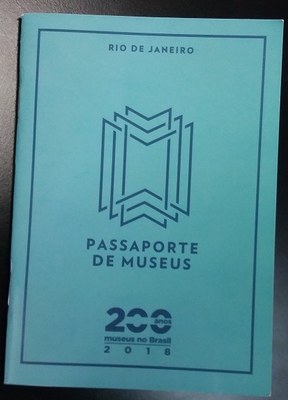 RIO DE JANEIRO
PASSAPORTE
DE MUSEUS
200 anos
museus no Brasil
2018